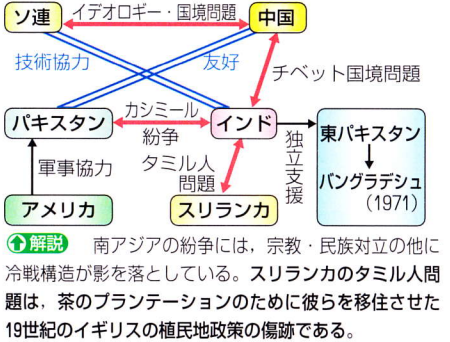 ソ連
イデオロギー・国境問題
中国
技術協力
友好
チベット国境問題
パキスタン
カシミール
紛争
インド
独立支援
東パキスタン
バングラデシュ
(1971)
軍事協力
タミル人
問題
アメリカ
スリランカ
解説 南アジアの紛争には，宗教・民族対立の他に
冷戦構造が影を落としている。スリランカのタミル人問
題は，茶のプランテーションのために彼らを移住させた
19世紀のイギリスの植民地政策の傷跡である。